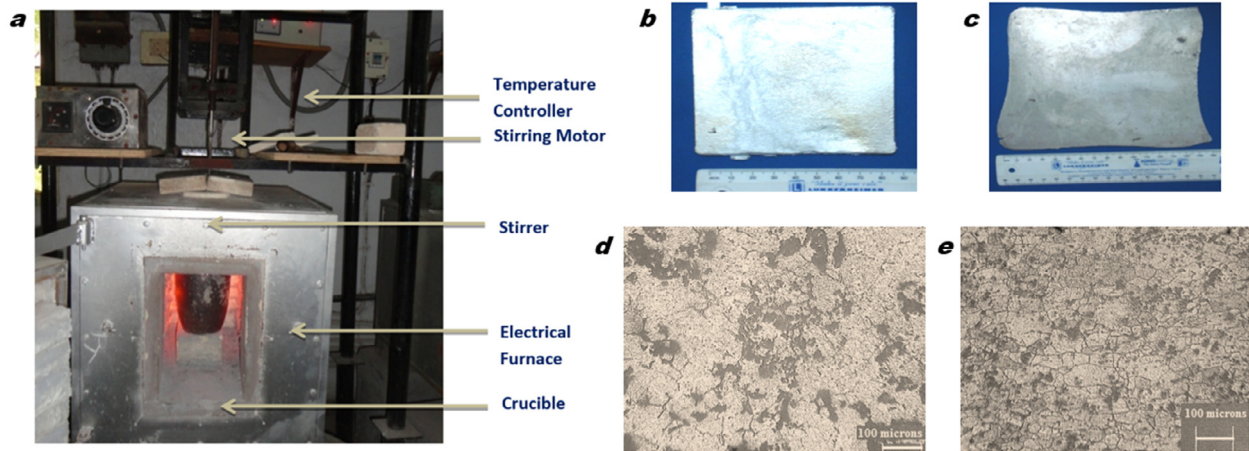 a
Temperature
Controller
Stirring Motor
Stirrer
Electrical
Furnace
Crucible
b
c
d
100 microns
e
100 microns